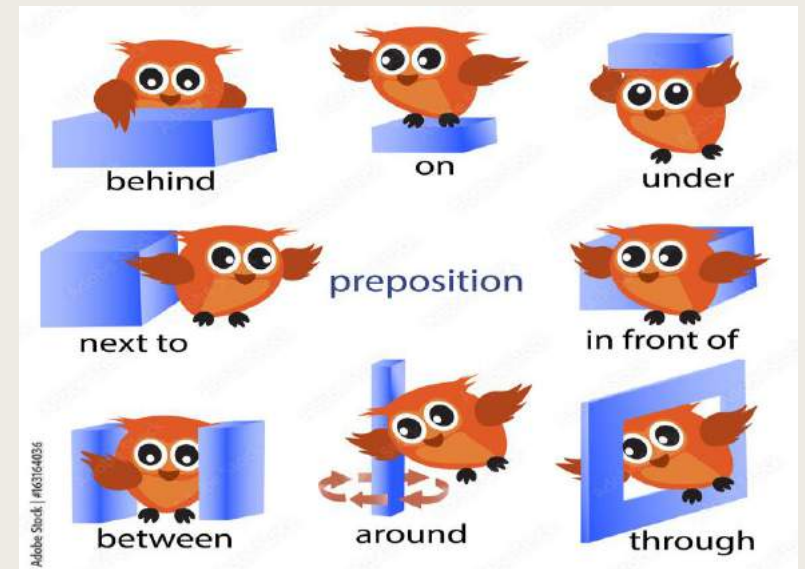 behind
on
under
next to
preposition
in front of
between
around
through
Adobe Stock | #163164036